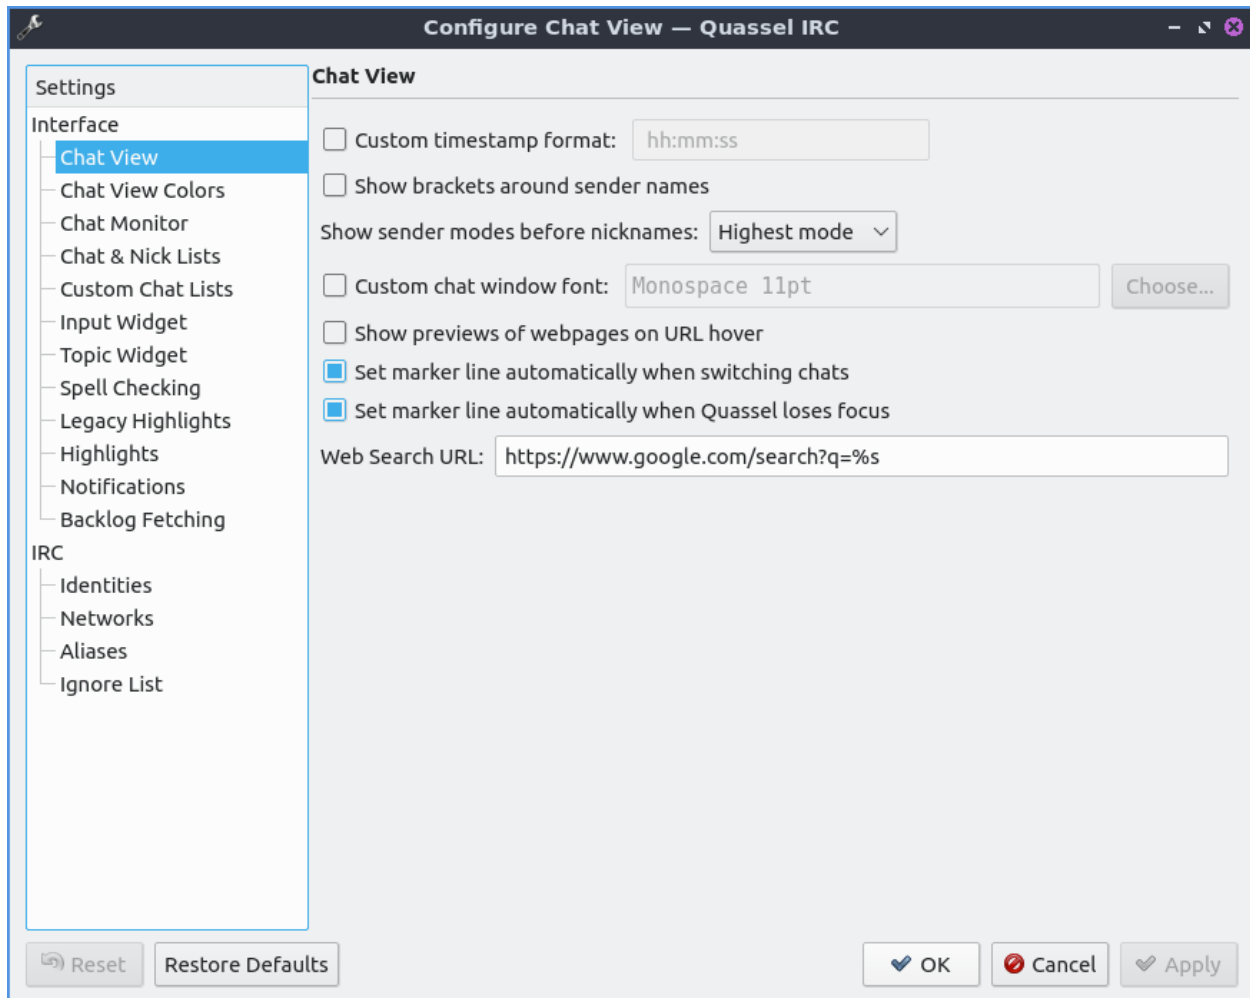 Configure Chat View — Quassel IRC
Settings
Interface
Chat View
Chat View Colors
Chat Monitor
Chat & Nick Lists
Custom Chat Lists
Input Widget
Topic Widget
Spell Checking
Legacy Highlights
Highlights
Notifications
Backlog Fetching
IRC
Identities
Networks
Aliases
Ignore List
Chat View
Custom timestamp format: hh:mm:ss
Show brackets around sender names
Show sender modes before nicknames: Highest mode
Custom chat window font: Monospace 11pt Choose...
Show previews of webpages on URL hover
Set marker line automatically when switching chats
Set marker line automatically when Quassel loses focus
Web Search URL: https://www.google.com/search?q=%s
Reset Restore Defaults OK Cancel Apply